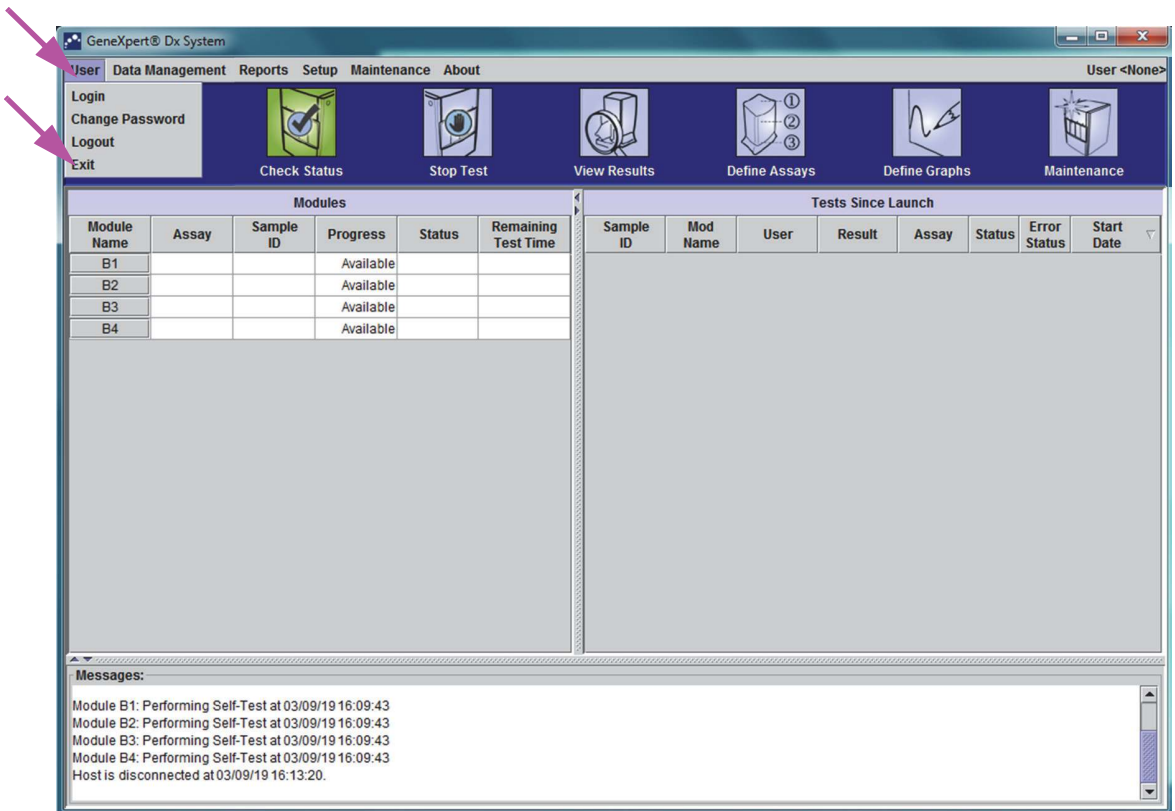 GeneXpert® Dx System
User Data Management Reports Setup Maintenance About User <None>
Login
Change Password
Logout
Exit
Check Status Stop Test View Results Define Assays Define Graphs Maintenance
1
2
3
Modules
Module Name Assay Sample ID Progress Status Remaining Test Time
B1 Available
B2 Available
B3 Available
B4 Available
Tests Since Launch
Sample ID Mod Name User Result Assay Status Error Status Start Date
Messages:
Module B1: Performing Self-Test at 03/09/19 16:09:43
Module B2: Performing Self-Test at 03/09/19 16:09:43
Module B3: Performing Self-Test at 03/09/19 16:09:43
Module B4: Performing Self-Test at 03/09/19 16:09:43
Host is disconnected at 03/09/19 16:13:20.